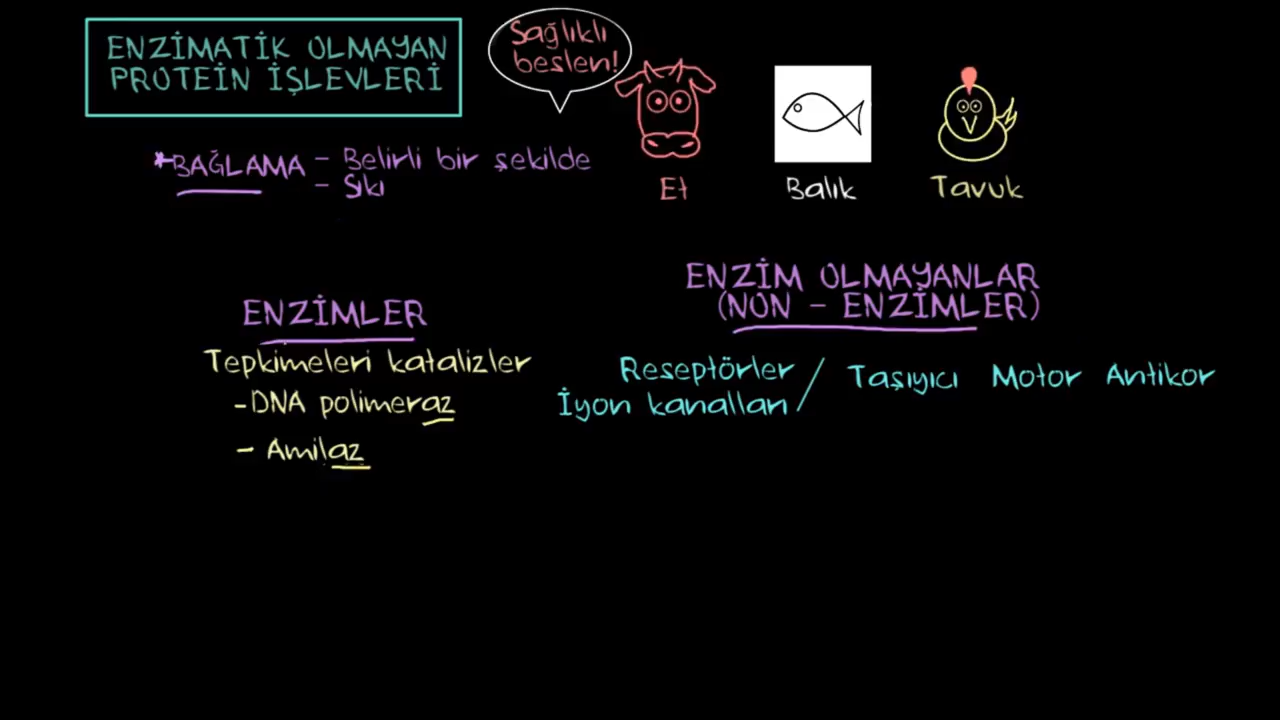 ENZİMATİK OLMAYAN
PROTEİN İŞLEVLERİ
Sağlıklı
beslen!
*BAĞLAMA - Belirli bir şekilde
- Sıkı
Et
Balık
Tavuk
ENZİMLER
Tepkimeleri katalizler
-DNA polimeraz
- Amilaz
ENZİM OLMAYANLAR
(NON - ENZİMLER)
Reseptörler /
İyon kanalları
Taşıyıcı Motor Antikor